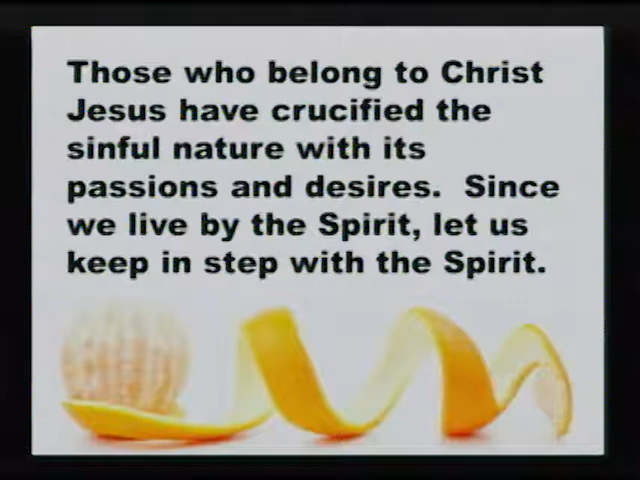 Those who belong to Christ
Jesus have crucified the
sinful nature with its
passions and desires.  Since
we live by the Spirit, let us
keep in step with the Spirit.